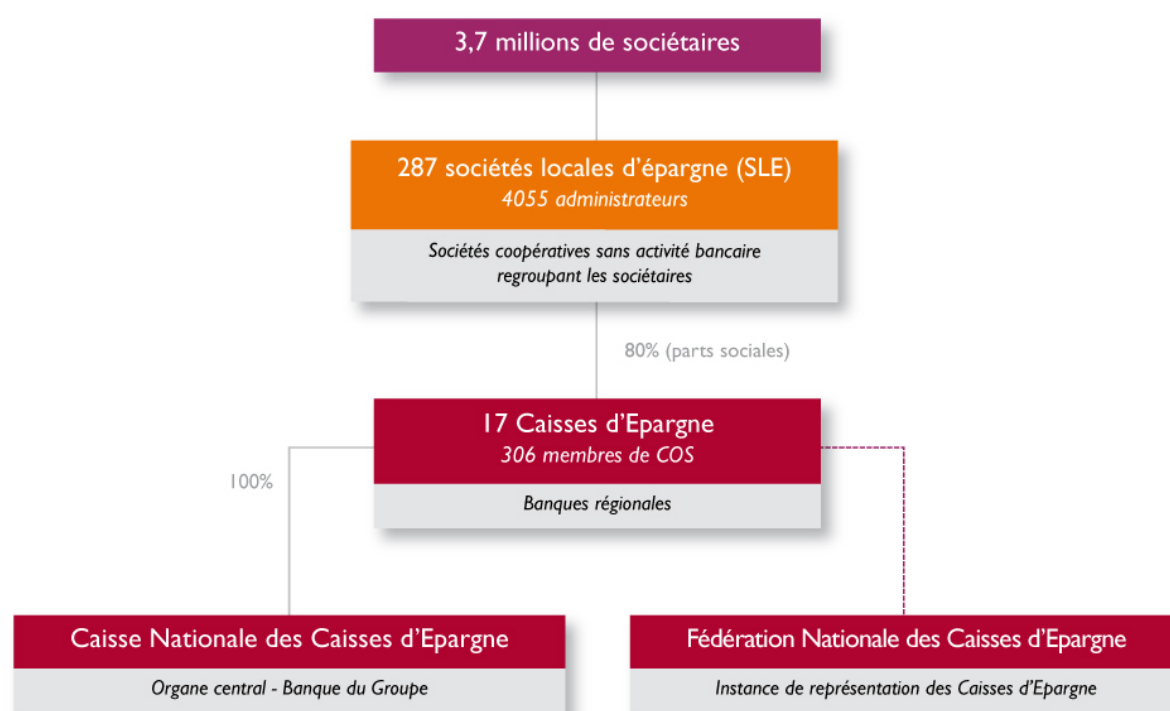 3,7 millions de sociétaires
287 sociétés locales d'épargne (SLE)
4055 administrateurs
Sociétés coopératives sans activité bancaire
regroupant les sociétaires
80% (parts sociales)
17 Caisses d'Epargne
306 membres de COS
Banques régionales
100%
Caisse Nationale des Caisses d'Epargne
Organe central - Banque du Groupe
Fédération Nationale des Caisses d'Epargne
Instance de représentation des Caisses d'Epargne